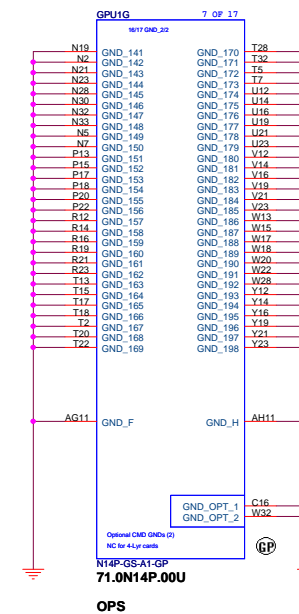 GPU1G 7 OF 17
16/17 GND_2/2
N19 GND_141 GND_170 T28
N2 GND_142 GND_171 T32
N21 GND_143 GND_172 T5
N23 GND_144 GND_173 T7
N28 GND_145 GND_174 U12
N30 GND_146 GND_175 U14
N32 GND_147 GND_176 U16
N33 GND_148 GND_177 U19
N5 GND_149 GND_178 U21
N7 GND_150 GND_179 U23
P13 GND_151 GND_180 V12
P15 GND_152 GND_181 V14
P17 GND_153 GND_182 V16
P18 GND_154 GND_183 V19
P20 GND_155 GND_184 V21
P22 GND_156 GND_185 V23
R12 GND_157 GND_186 W13
R14 GND_158 GND_187 W15
R16 GND_159 GND_188 W17
R19 GND_160 GND_189 W18
R21 GND_161 GND_190 W20
R23 GND_162 GND_191 W22
T13 GND_163 GND_192 W28
T15 GND_164 GND_193 Y12
T17 GND_165 GND_194 Y14
T18 GND_166 GND_195 Y16
T2 GND_167 GND_196 Y19
T20 GND_168 GND_197 Y21
T22 GND_169 GND_198 Y23
AG11 GND_F GND_H AH11
GND_OPT_1 C16
GND_OPT_2 W32
Optional CMD GNDs (2)
NC for 4-Lyr cards
GP
N14P-GS-A1-GP
71.0N14P.00U
OPS